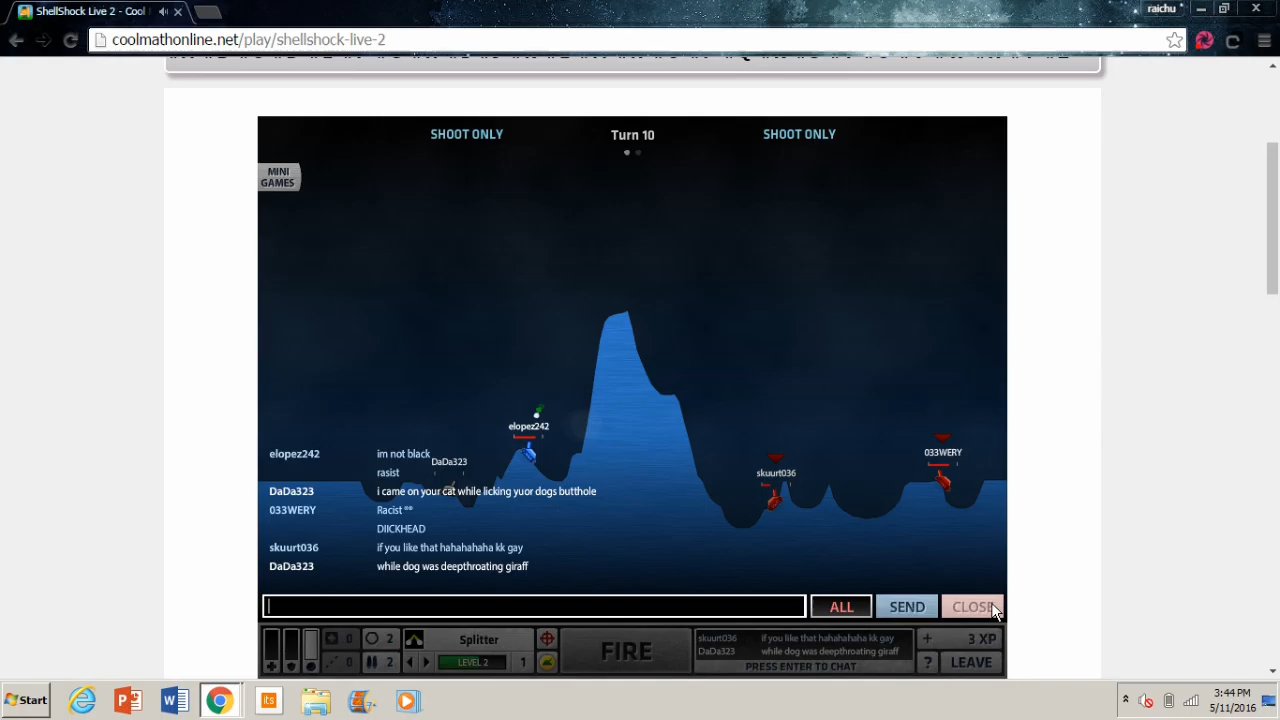 ShellShock Live 2 - Cool
raichu
coolmathonline.net/play/shellshock-live-2
SHOOT ONLY
Turn 10
SHOOT ONLY
MINI
GAMES
elopez242
033WERY
skuurt036
DaDa323
elopez242 im not black
rasist
DaDa323 i came on your cat while licking yuor dogs butthole
033WERY Racist **
DIICKHEAD
skuurt036 if you like that hahahahaha kk gay
DaDa323 while dog was deepthroating giraff
ALL
SEND
CLOSE
0
2
Splitter
0
2
LEVEL 2
1
FIRE
skuurt036 if you like that hahahahaha kk gay
DaDa323 while dog was deepthroating giraff
PRESS ENTER TO CHAT
+ 3 XP
? LEAVE
Start
its
3:44 PM
5/11/2016